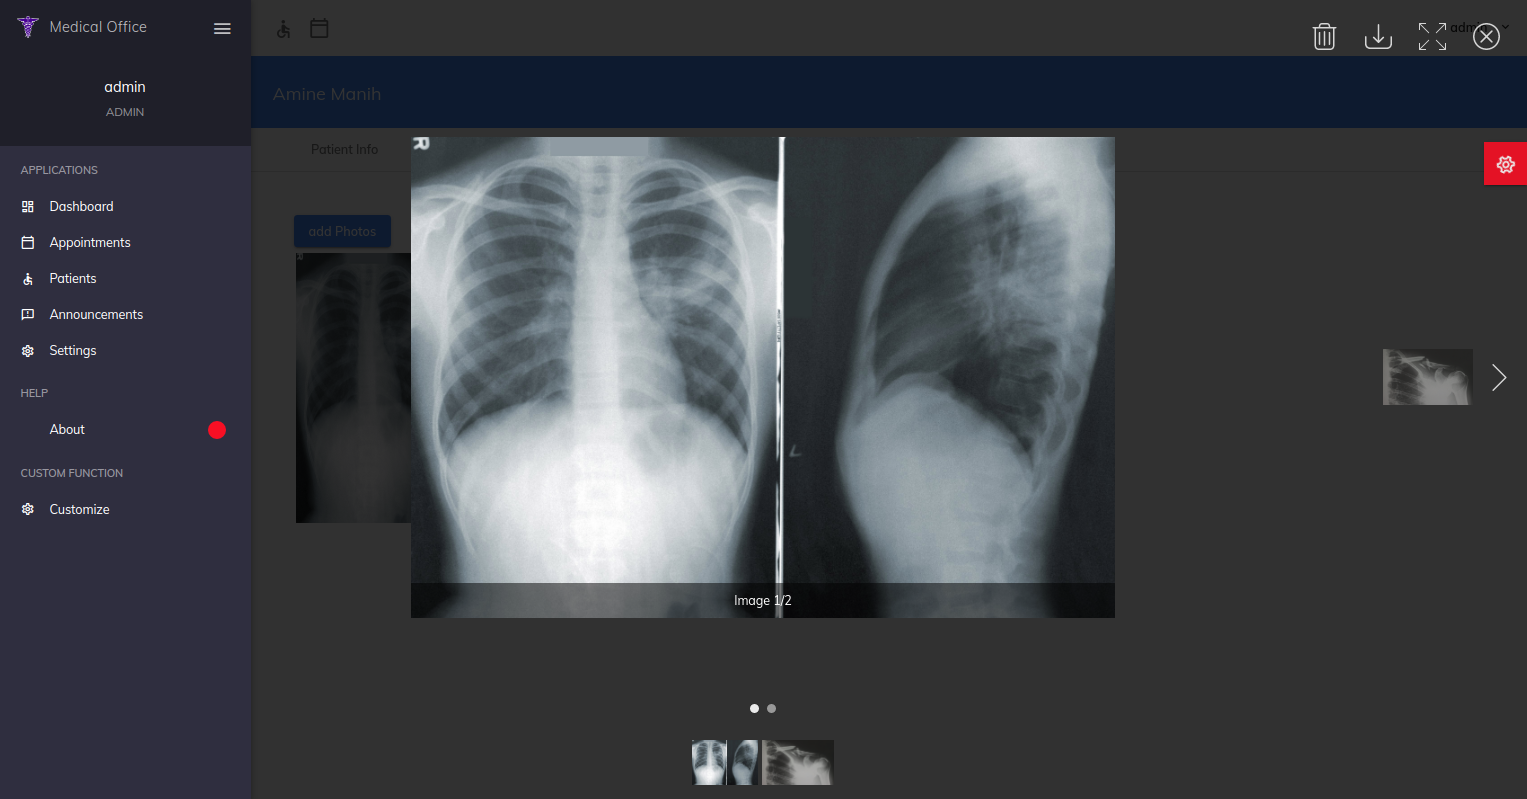 Medical Office
admin
admin
ADMIN
Amine Manih
APPLICATIONS
Dashboard
Appointments
Patients
Announcements
Settings
HELP
About
CUSTOM FUNCTION
Customize
Patient Info
add Photos
R
L
Image 1/2